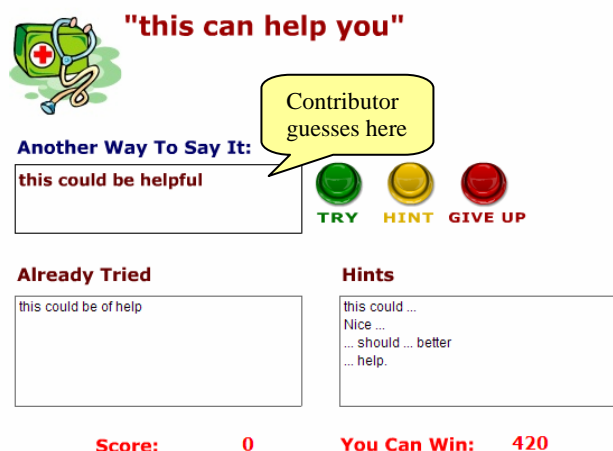 "this can help you"
Contributor
guesses here
Another Way To Say It:
this could be helpful
TRY HINT GIVE UP
Already Tried
this could be of help
Hints
this could ...
Nice ...
... should ... better
... help.
Score: 0
You Can Win: 420